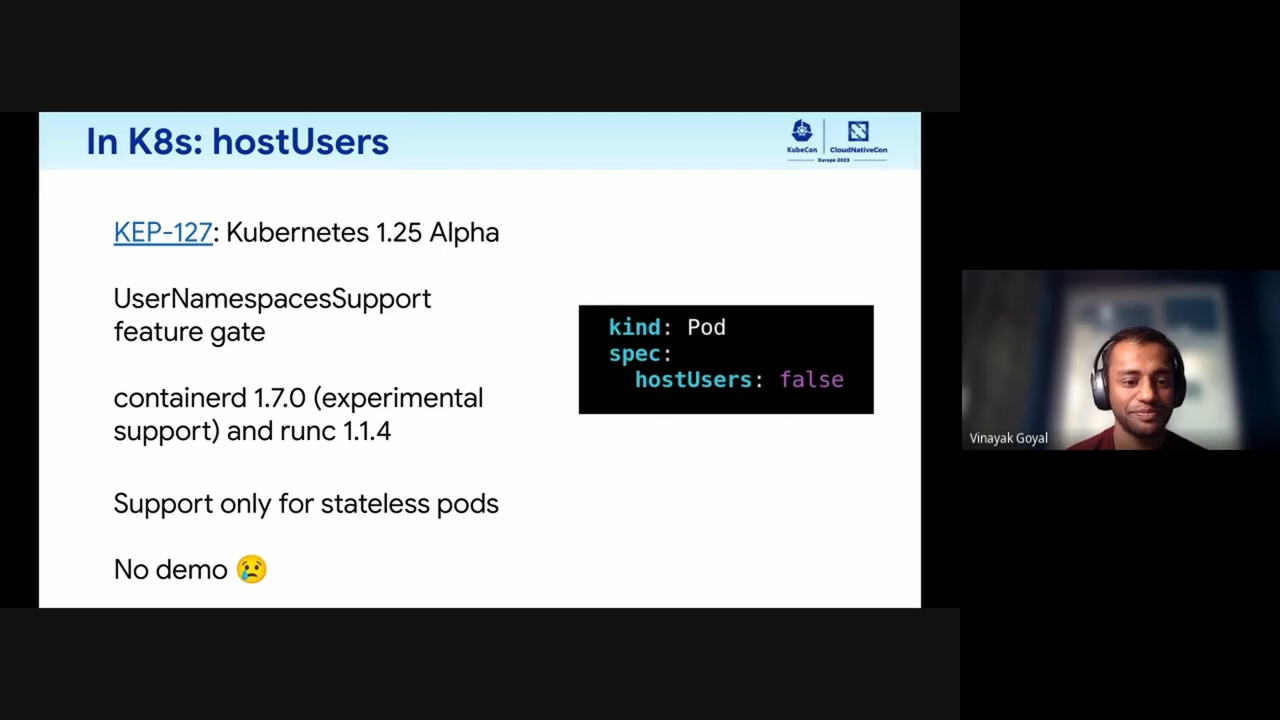 In K8s: hostUsers
KubeCon
CloudNativeCon
Europe 2023
KEP-127: Kubernetes 1.25 Alpha
UserNamespacesSupport
feature gate
containerd 1.7.0 (experimental
support) and runc 1.1.4
Support only for stateless pods
No demo 😢
kind: Pod
spec:
  hostUsers: false
Vinayak Goyal